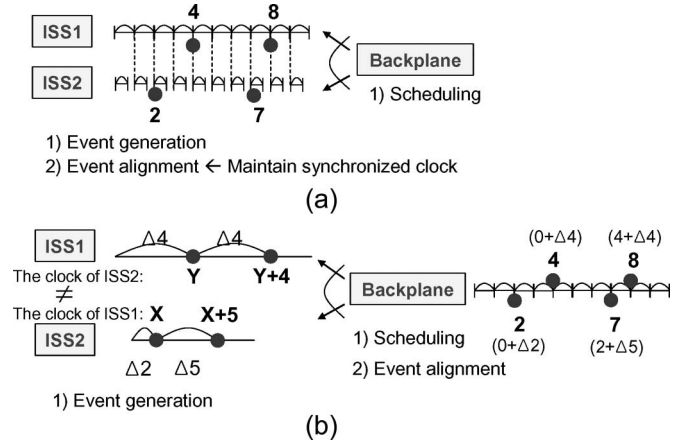 4 8
ISS1
Backplane
ISS2
1) Scheduling
2 7
1) Event generation
2) Event alignment ← Maintain synchronized clock
(a)
Δ4 Δ4
ISS1
The clock of ISS2:
Y Y+4
≠
The clock of ISS1:
X X+5
ISS2
Δ2 Δ5
1) Event generation
Backplane
1) Scheduling
2) Event alignment
(0+Δ4) (4+Δ4)
4 8
2 7
(0+Δ2) (2+Δ5)
(b)